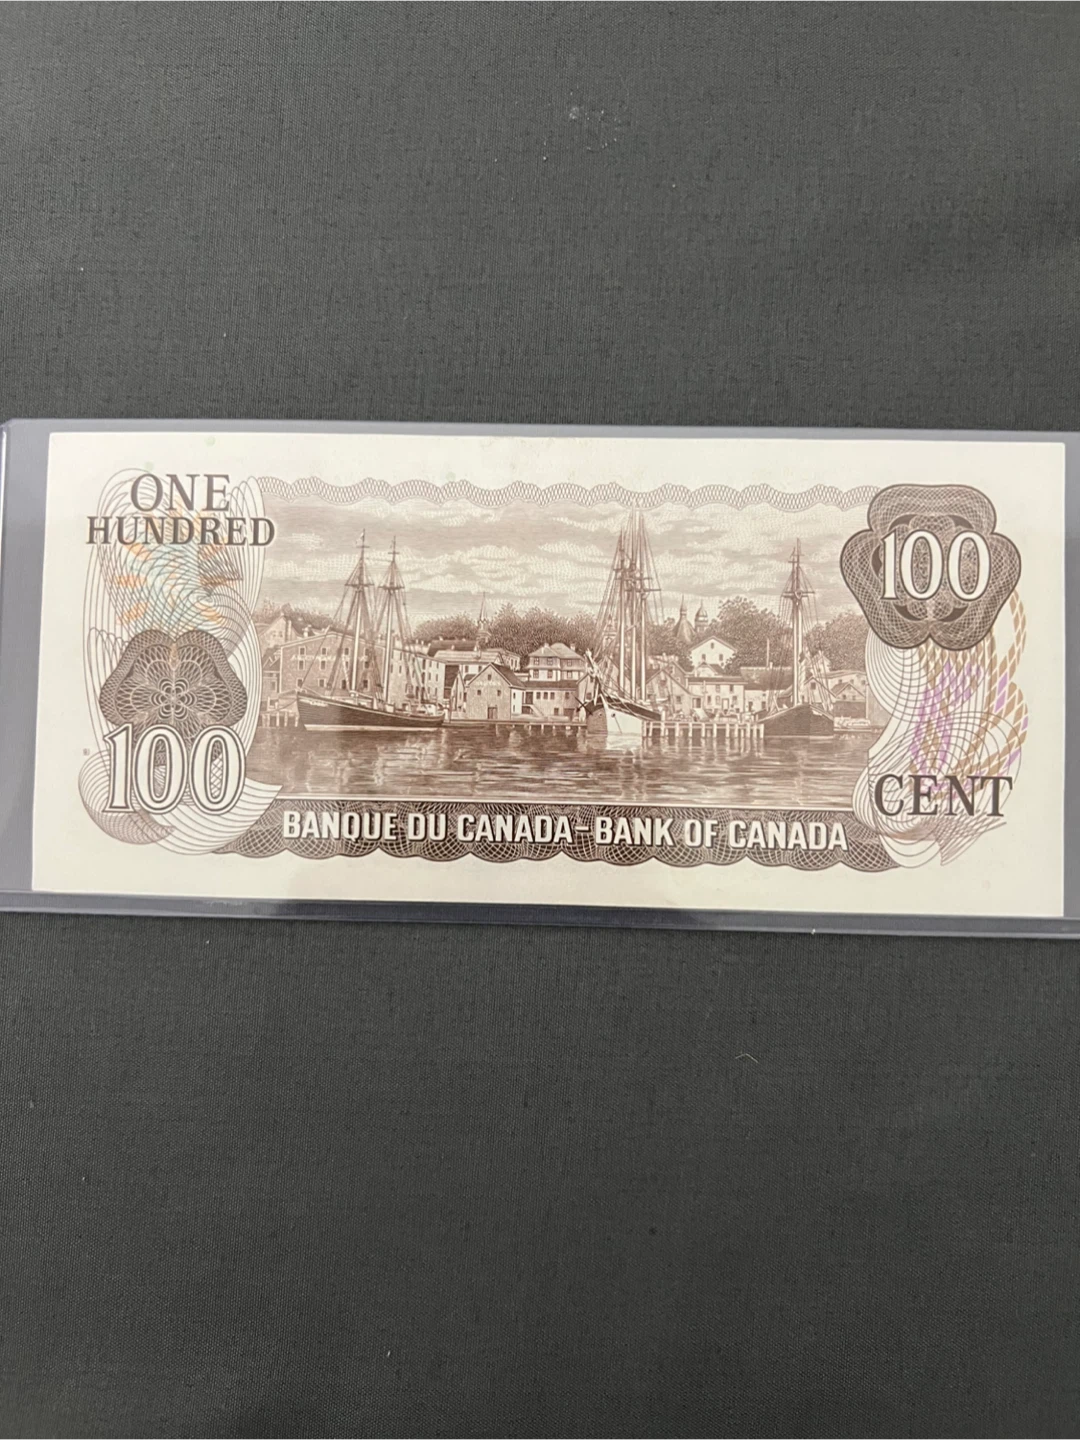 ONE
HUNDRED
100
100
CENT
BANQUE DU CANADA-BANK OF CANADA